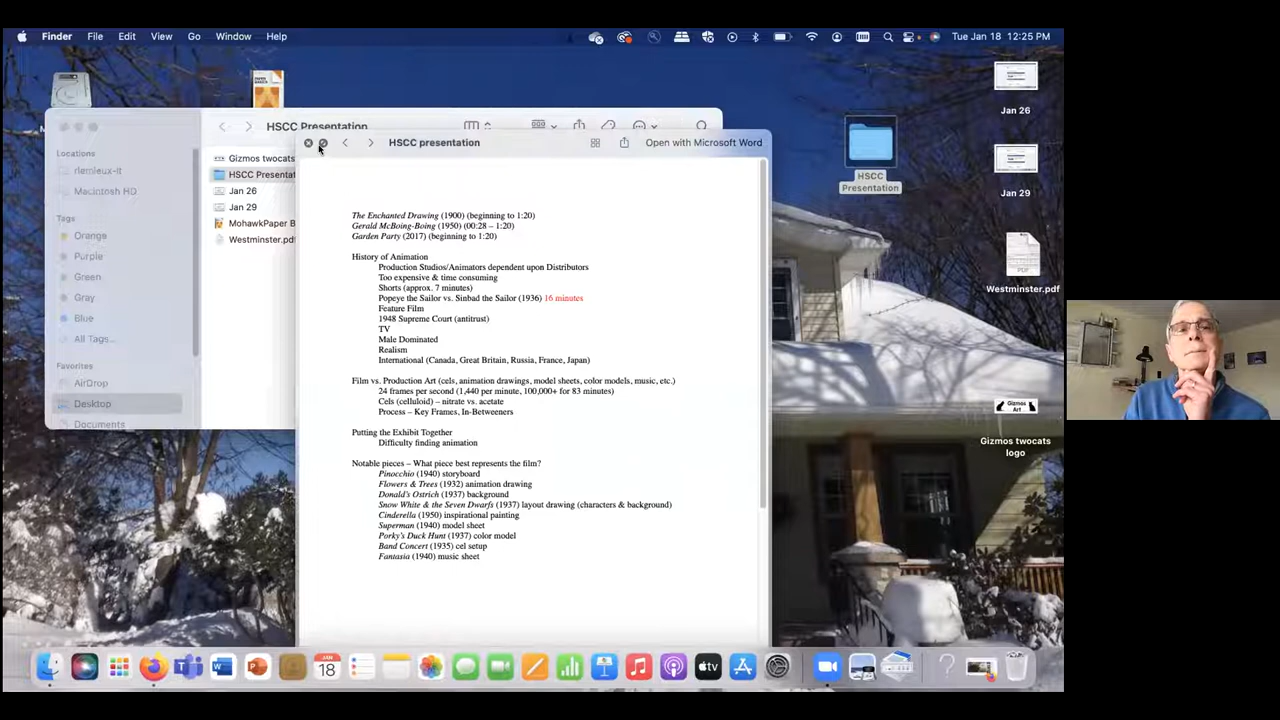 Finder File Edit View Go Window Help
Tue Jan 18 12:25 PM
HSCC Presentation
Locations
rlemieux-it
Macintosh HD
Tags
Orange
Purple
Green
Gray
Blue
All Tags...
Favorites
AirDrop
Desktop
Documents
Gizmos twocats
HSCC Presentat
Jan 26
Jan 29
MohawkPaper B
Westminster.pdf
HSCC presentation
Open with Microsoft Word
The Enchanted Drawing (1900) (beginning to 1:20)
Gerald McBoing-Boing (1950) (00:28 – 1:20)
Garden Party (2017) (beginning to 1:20)
History of Animation
Production Studios/Animators dependent upon Distributors
Too expensive & time consuming
Shorts (approx. 7 minutes)
Popeye the Sailor vs. Sinbad the Sailor (1936) 16 minutes
Feature Film
1948 Supreme Court (antitrust)
TV
Male Dominated
Realism
International (Canada, Great Britain, Russia, France, Japan)
Film vs. Production Art (cels, animation drawings, model sheets, color models, music, etc.)
24 frames per second (1,440 per minute, 100,000+ for 83 minutes)
Cels (celluloid) – nitrate vs. acetate
Process – Key Frames, In-Betweeners
Putting the Exhibit Together
Difficulty finding animation
Notable pieces – What piece best represents the film?
Pinocchio (1940) storyboard
Flowers & Trees (1932) animation drawing
Donald's Ostrich (1937) background
Snow White & the Seven Dwarfs (1937) layout drawing (characters & background)
Cinderella (1950) inspirational painting
Superman (1940) model sheet
Porky's Duck Hunt (1937) color model
Band Concert (1935) cel setup
Fantasia (1940) music sheet
HSCC
Presentation
Jan 26
Jan 29
PDF
Westminster.pdf
Gizmos
Art
Gizmos twocats
logo
JAN
18
tv